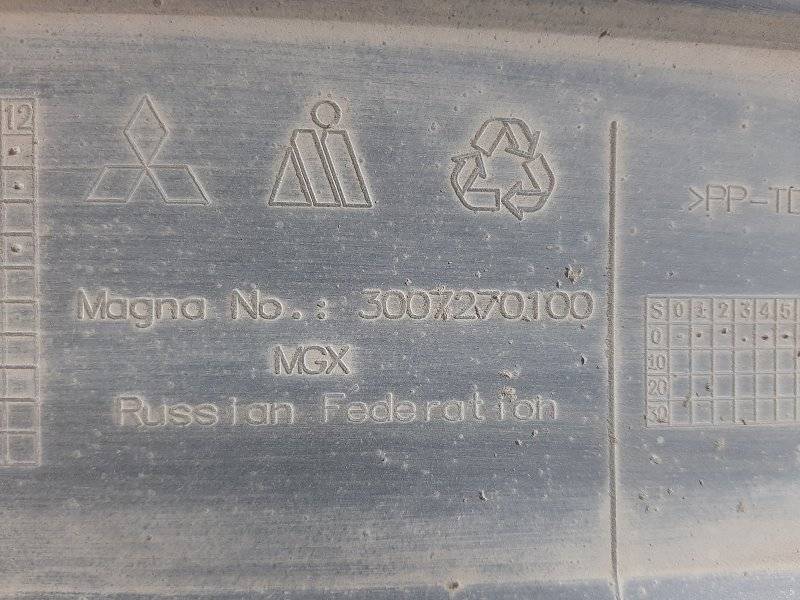 12
>PP-TD
Magna No.: 3007270100
S 0 1 2 3 4 5
0
MGX
10
20
Russian Federation
30